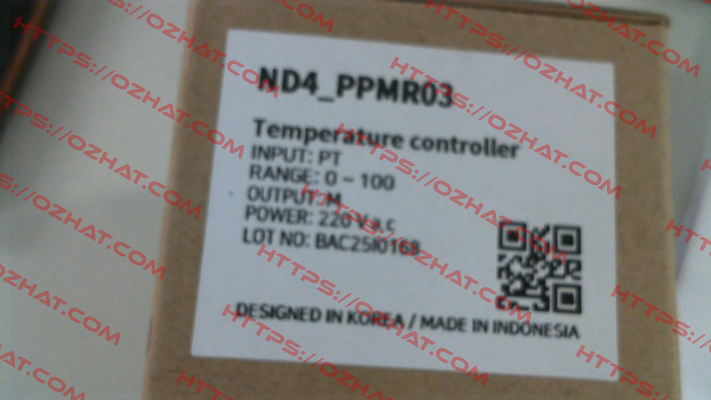 ND4_PPMR03
Temperature controller
INPUT: PT
RANGE: 0 ~ 100
OUTPUT: M
POWER: 220 V a.c
LOT NO: BAC25I0168
DESIGNED IN KOREA / MADE IN INDONESIA
HTTPS://OZHAT.COM